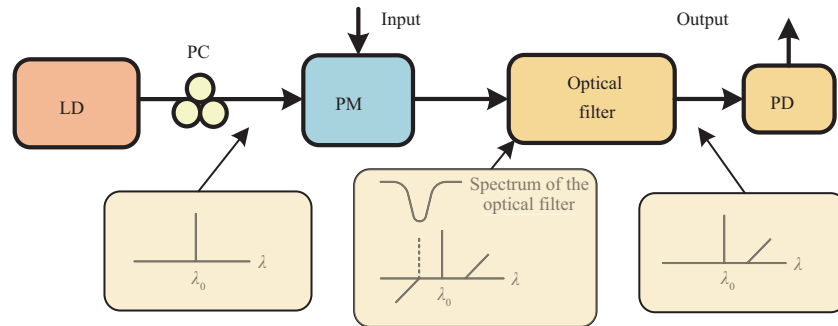 Input
Output
PC
LD
PM
Optical
filter
PD
Spectrum of the
optical filter
λ
λ₀
λ
λ₀
λ
λ₀